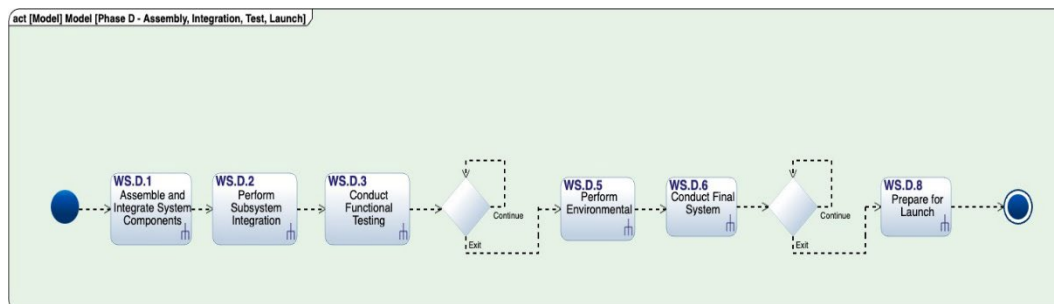 act [Model] Model [Phase D - Assembly, Integration, Test, Launch]
WS.D.1
Assemble and
Integrate System
Components
WS.D.2
Perform
Subsystem
Integration
WS.D.3
Conduct
Functional
Testing
Continue
Exit
WS.D.5
Perform
Environmental
WS.D.6
Conduct Final
System
Continue
Exit
WS.D.8
Prepare for
Launch